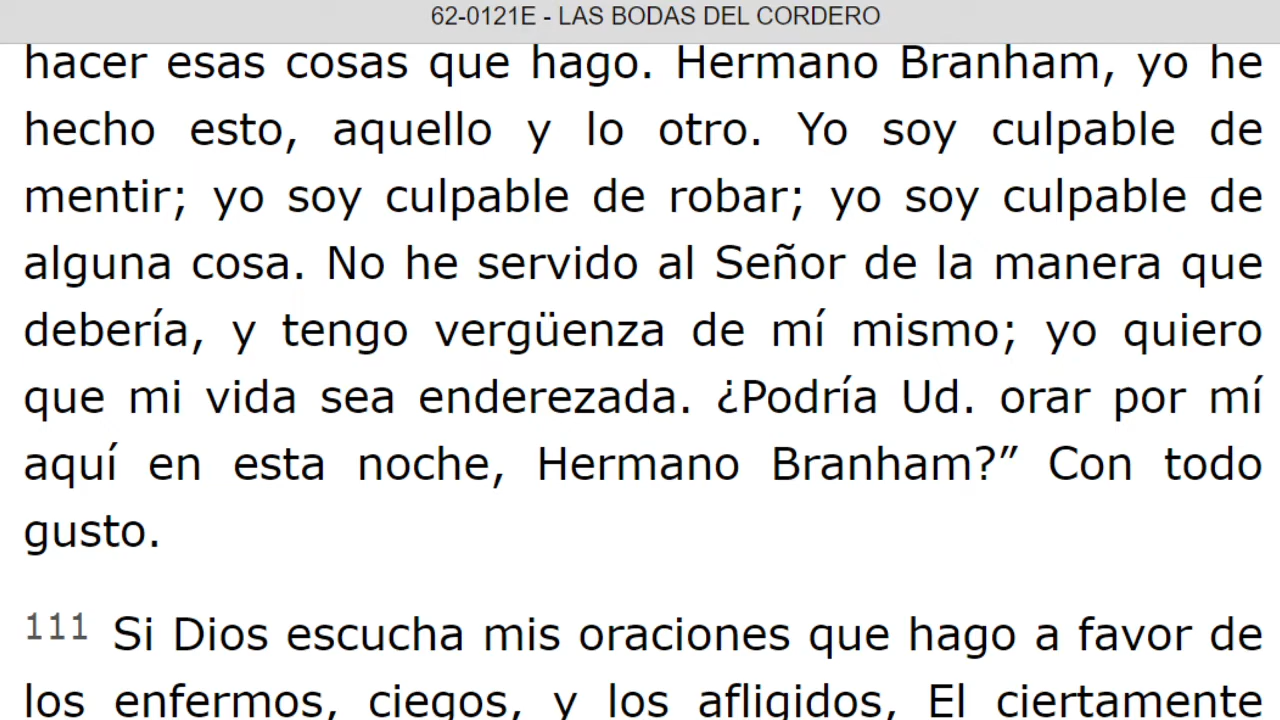 62-0121E - LAS BODAS DEL CORDERO
hacer esas cosas que hago. Hermano Branham, yo he
hecho esto, aquello y lo otro. Yo soy culpable de
mentir; yo soy culpable de robar; yo soy culpable de
alguna cosa. No he servido al Señor de la manera que
debería, y tengo vergüenza de mí mismo; yo quiero
que mi vida sea enderezada. ¿Podría Ud. orar por mí
aquí en esta noche, Hermano Branham?” Con todo
gusto.
111 Si Dios escucha mis oraciones que hago a favor de
los enfermos, ciegos, y los afligidos, El ciertamente